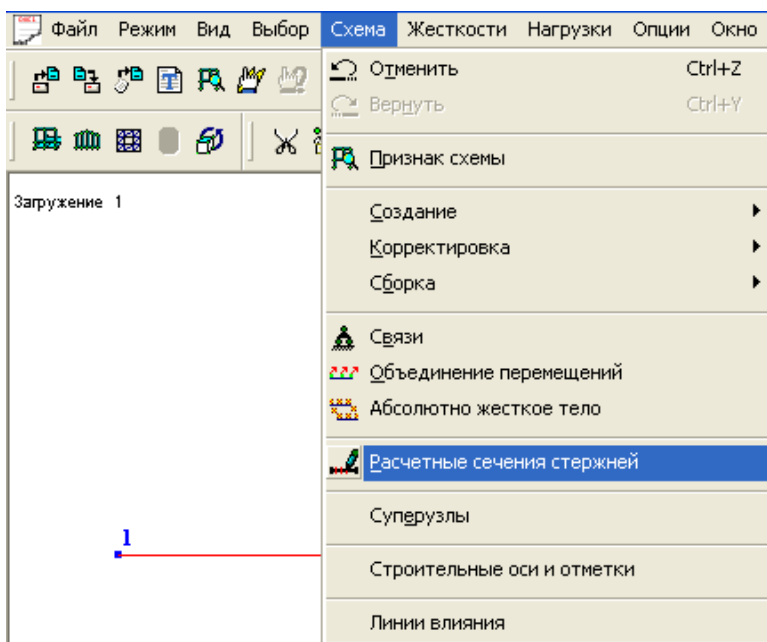 Файл Режим Вид Выбор Схема Жесткости Нагрузки Опции Окно
Отменить Ctrl+Z
Вернуть Ctrl+Y
Признак схемы
Загружение 1
Создание
Корректировка
Сборка
Связи
Объединение перемещений
Абсолютно жесткое тело
Расчетные сечения стержней
Суперузлы
1
Строительные оси и отметки
Линии влияния